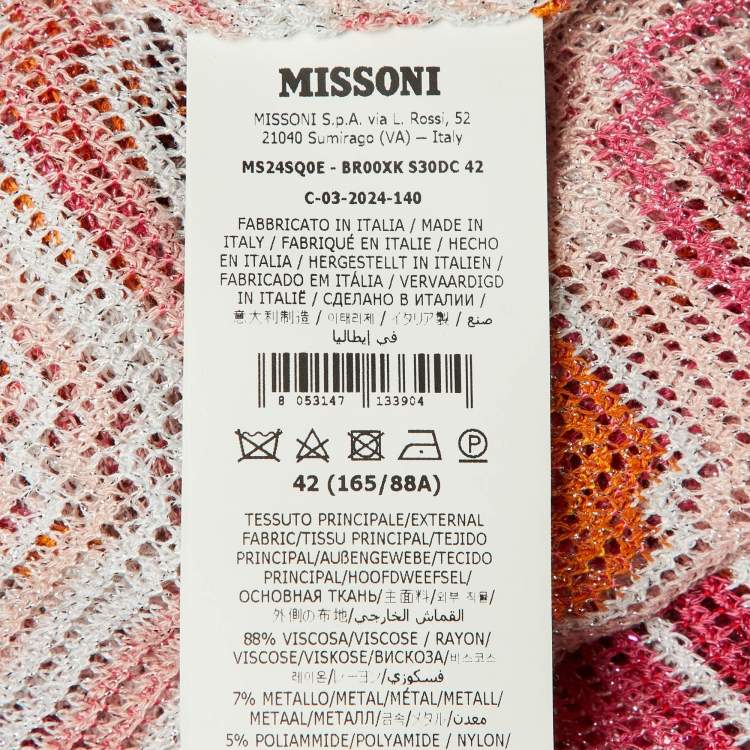 MISSONI
MISSONI S.p.A. via L. Rossi, 52
21040 Sumirago (VA) — Italy
MS24SQ0E - BR00XK S30DC 42
C-03-2024-140
FABBRICATO IN ITALIA / MADE IN
ITALY / FABRIQUÉ EN ITALIE / HECHO
EN ITALIA / HERGESTELLT IN ITALIEN /
FABRICADO EM ITÁLIA / VERVAARDIGD
IN ITALIË / СДЕЛАНО В ИТАЛИИ /
意大利制造 / 이태리제 / イタリア製 / صنع
في إيطاليا
8 053147 133904
42 (165/88A)
TESSUTO PRINCIPALE/EXTERNAL
FABRIC/TISSU PRINCIPAL/TEJIDO
PRINCIPAL/AUßENGEWEBE/TECIDO
PRINCIPAL/HOOFDWEEFSEL/
ОСНОВНАЯ ТКАНЬ/主面料/외부 직물/
外側の布地/القماش الخارجي/
88% VISCOSA/VISCOSE / RAYON/
VISCOSE/VISKOSE/ВИСКОЗА/비스코스
레이온/レーヨン/فسكوزي/
7% METALLO/METAL/MÉTAL/METALL/
METAAL/МЕТАЛЛ/금속/メタル/معدن/
5% POLIAMMIDE/POLYAMIDE / NYLON/